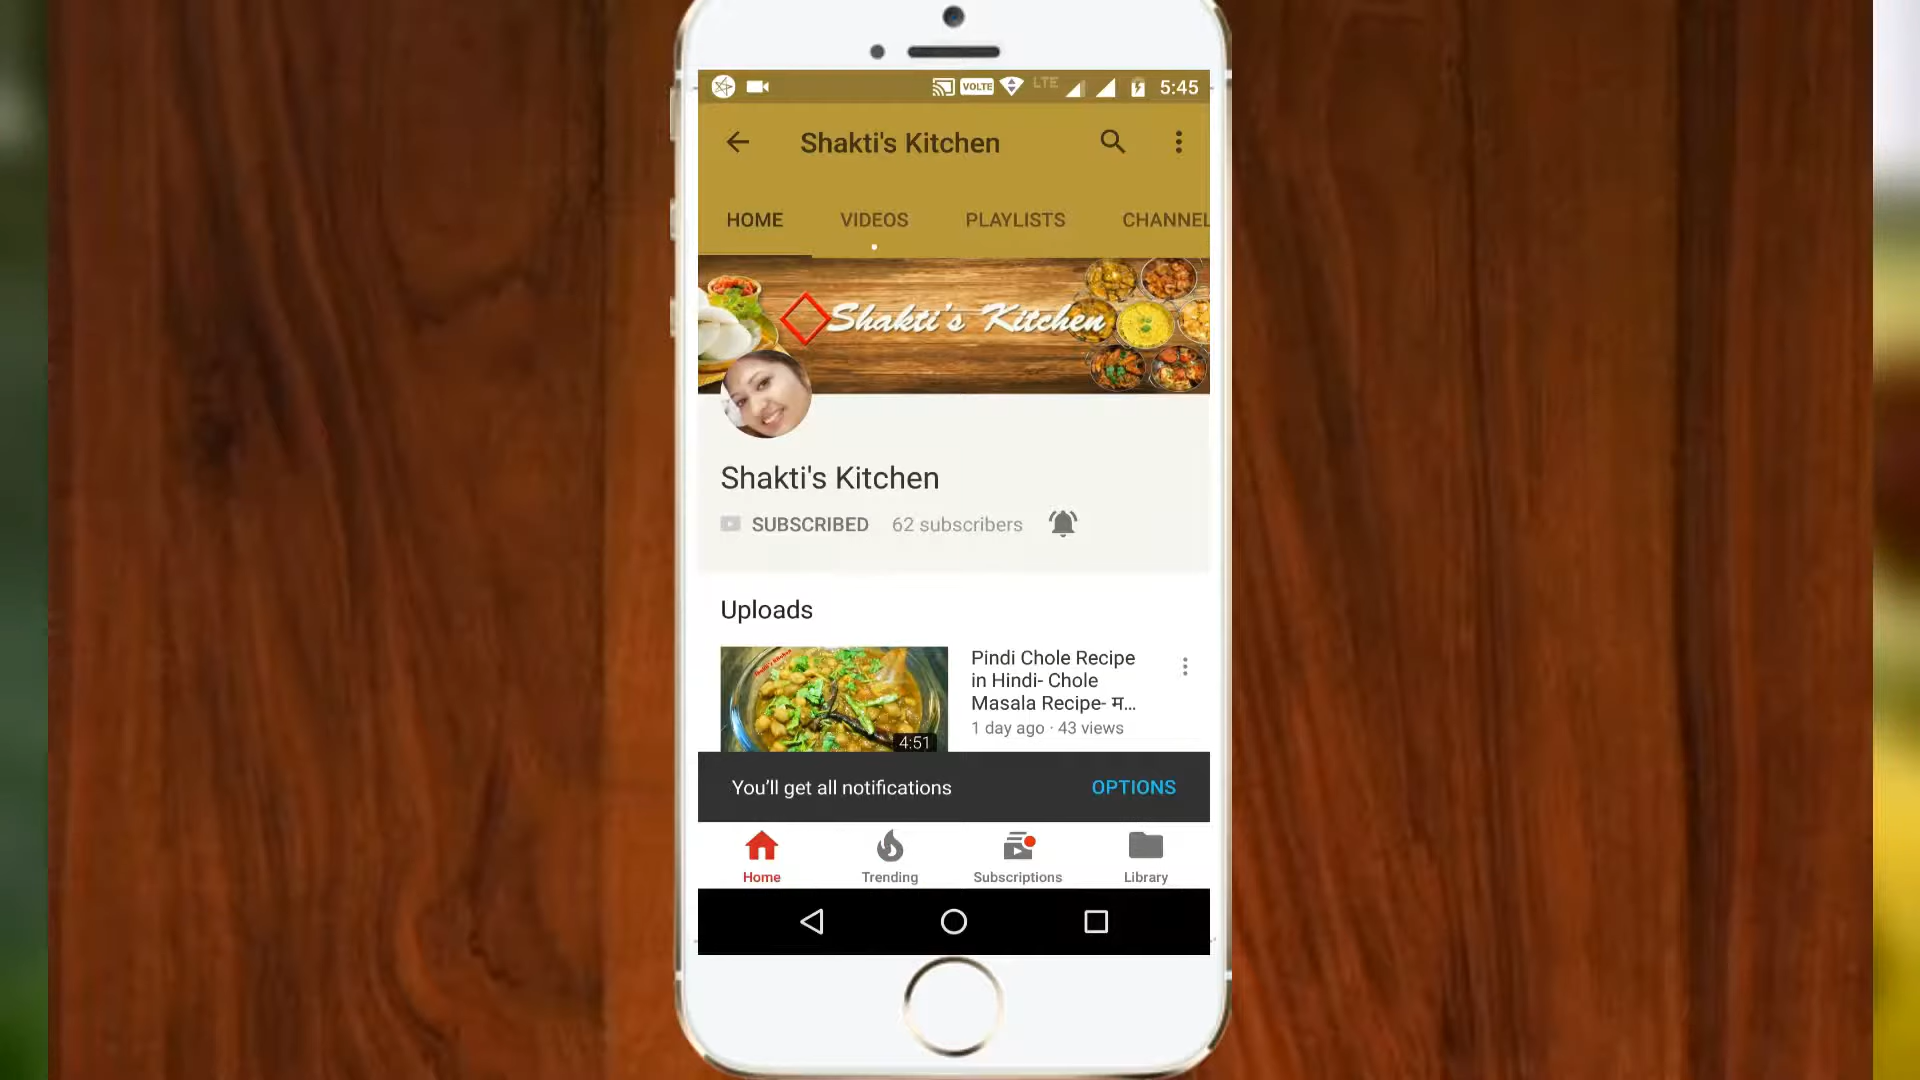 VOLTE LTE 5:45
Shakti's Kitchen
HOME VIDEOS PLAYLISTS CHANNEL
Shakti's Kitchen
Shakti's Kitchen
SUBSCRIBED 62 subscribers
Uploads
Pindi Chole Recipe
in Hindi- Chole
Masala Recipe- म...
1 day ago · 43 views
4:51
You'll get all notifications OPTIONS
Home Trending Subscriptions Library